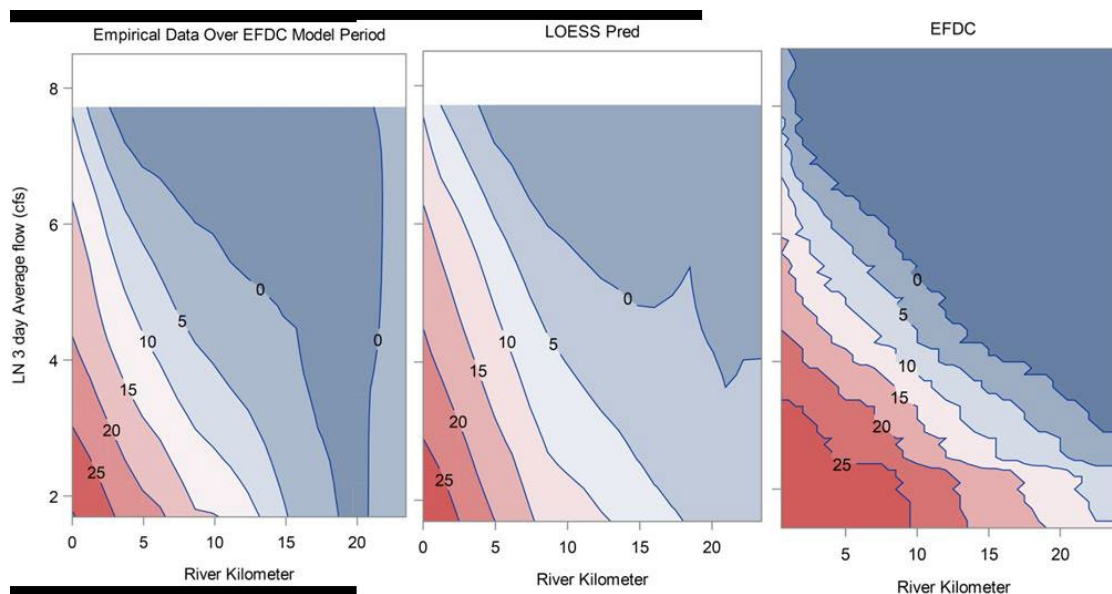 Empirical Data Over EFDC Model Period
LN 3 day Average flow (cfs)
8
6
4
2
0
5
10
15
20
25
0
0 5 10 15 20
River Kilometer
LOESS Pred
0
5
10
15
20
25
0 5 10 15 20
River Kilometer
EFDC
0
5
10
15
20
25
5 10 15 20
River Kilometer